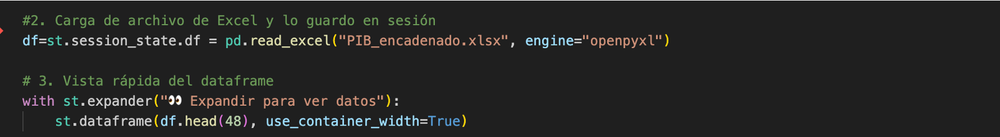 #2. Carga de archivo de Excel y lo guardo en sesión
df=st.session_state.df = pd.read_excel("PIB_encadenado.xlsx", engine="openpyxl")
# 3. Vista rápida del dataframe
with st.expander("👀 Expandir para ver datos"):
    st.dataframe(df.head(48), use_container_width=True)